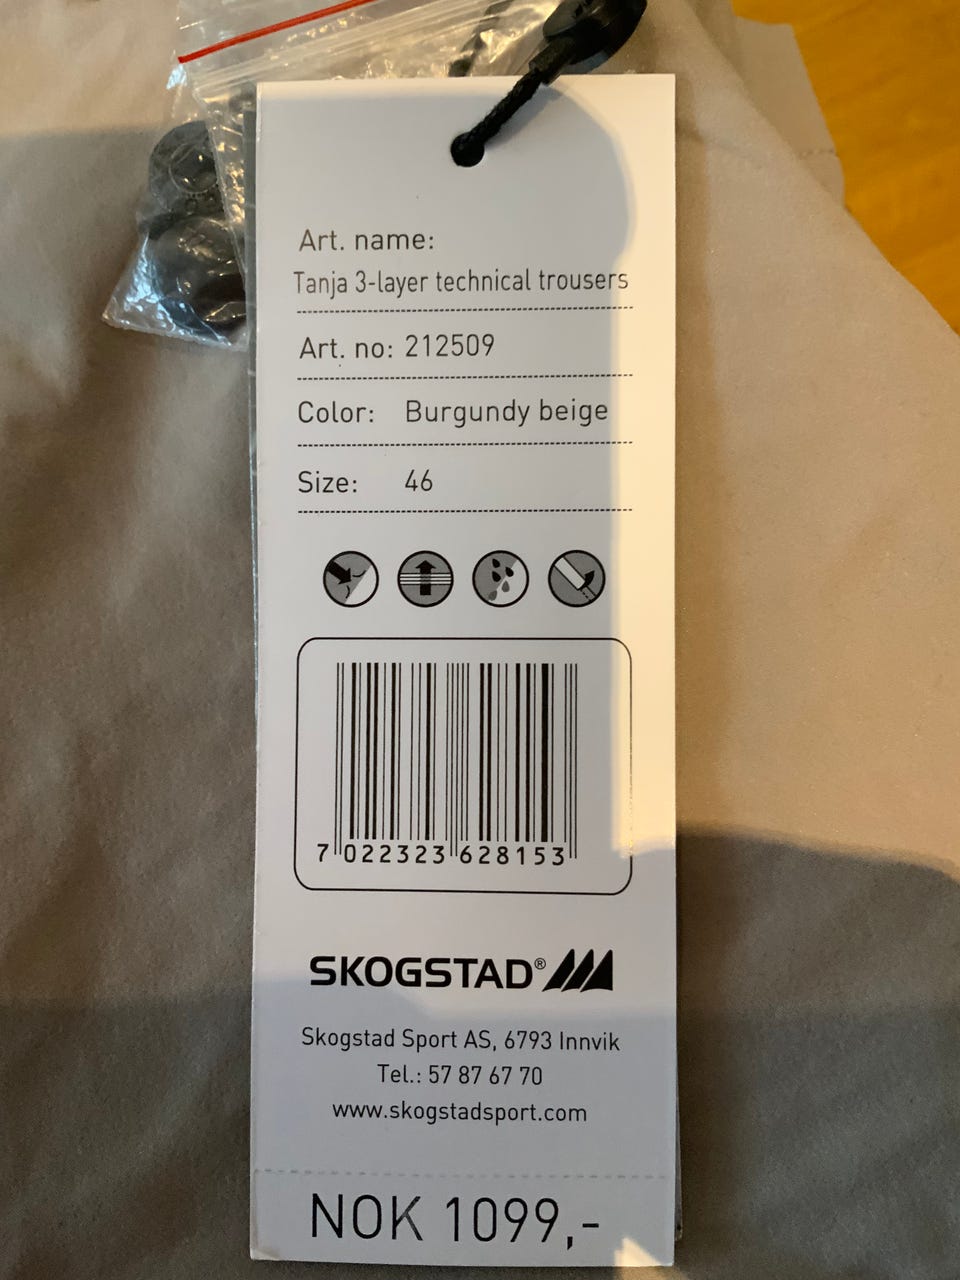 Art. name:
Tanja 3-layer technical trousers
Art. no: 212509
Color: Burgundy beige
Size: 46
7 022323 628153
SKOGSTAD®
Skogstad Sport AS, 6793 Innvik
Tel.: 57 87 67 70
www.skogstadsport.com
NOK 1099,-